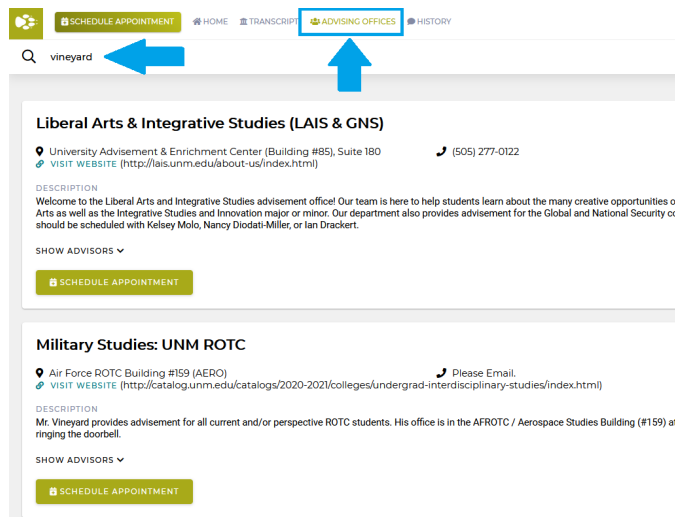 SCHEDULE APPOINTMENT HOME TRANSCRIPT ADVISING OFFICES HISTORY
vineyard
Liberal Arts & Integrative Studies (LAIS & GNS)
University Advisement & Enrichment Center (Building #85), Suite 180 (505) 277-0122
VISIT WEBSITE (http://lais.unm.edu/about-us/index.html)
DESCRIPTION
Welcome to the Liberal Arts and Integrative Studies advisement office! Our team is here to help students learn about the many creative opportunities
Arts as well as the Integrative Studies and Innovation major or minor. Our department also provides advisement for the Global and National Security
should be scheduled with Kelsey Molo, Nancy Diodati-Miller, or Ian Drackert.
SHOW ADVISORS
SCHEDULE APPOINTMENT
Military Studies: UNM ROTC
Air Force ROTC Building #159 (AERO) Please Email.
VISIT WEBSITE (http://catalog.unm.edu/catalogs/2020-2021/colleges/undergrad-interdisciplinary-studies/index.html)
DESCRIPTION
Mr. Vineyard provides advisement for all current and/or perspective ROTC students. His office is in the AFROTC / Aerospace Studies Building (#159)
ringing the doorbell.
SHOW ADVISORS
SCHEDULE APPOINTMENT